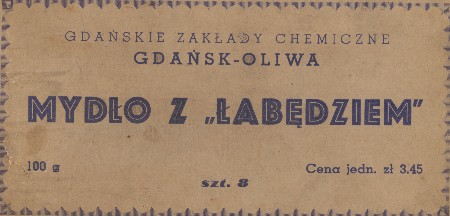 GDAŃSKIE ZAKŁADY CHEMICZNE
GDAŃSK-OLIWA
MYDŁO Z „ŁABĘDZIEM"
100 g
Cena jedn. zł 3.45
szt. 8